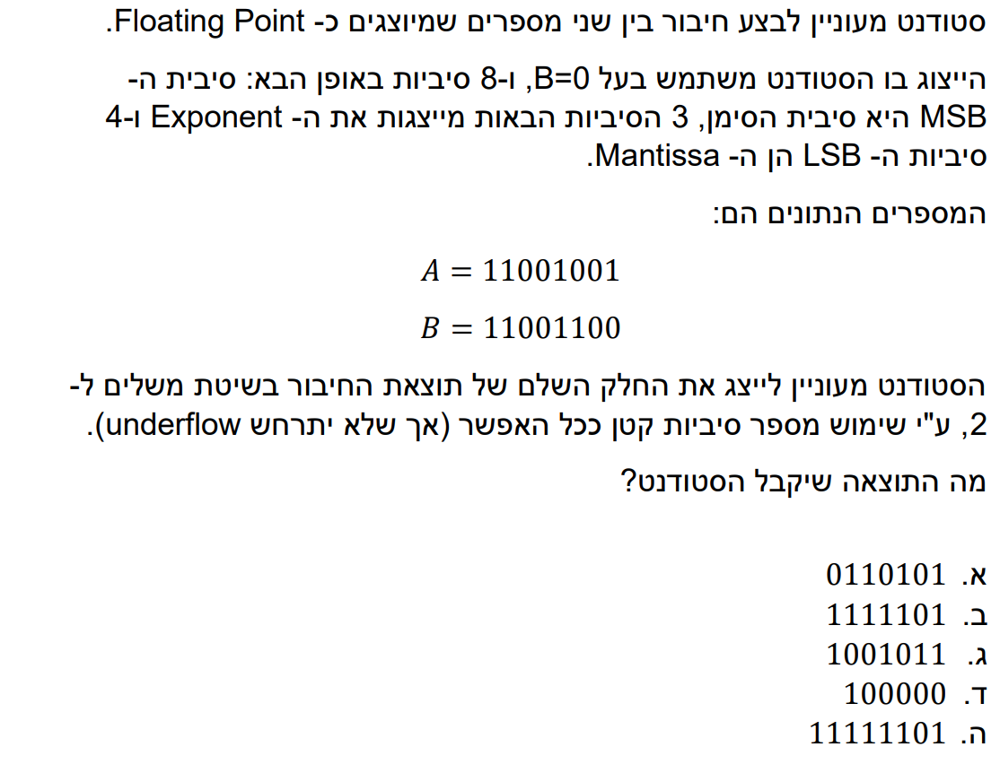 סטודנט מעוניין לבצע חיבור בין שני מספרים שמיוצגים כ- Floating Point.
הייצוג בו הסטודנט משתמש בעל B=0, ו-8 סיביות באופן הבא: סיבית ה-
MSB היא סיבית הסימן, 3 הסיביות הבאות מייצגות את ה- Exponent ו-4
סיביות ה- LSB הן ה- Mantissa.
המספרים הנתונים הם:
A = 11001001
B = 11001100
הסטודנט מעוניין לייצג את החלק השלם של תוצאת החיבור בשיטת משלים ל-
2, ע"י שימוש מספר סיביות קטן ככל האפשר (אך שלא יתרחש underflow).
מה התוצאה שיקבל הסטודנט?
א. 0110101
ב. 1111101
ג. 1001011
ד. 100000
ה. 11111101